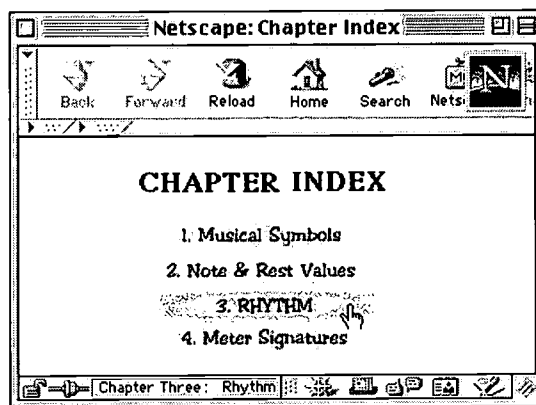 Netscape: Chapter Index
Back Forward Reload Home Search Nets
N
CHAPTER INDEX
1. Musical Symbols
2. Note & Rest Values
3. RHYTHM
4. Meter Signatures
Chapter Three: Rhythm